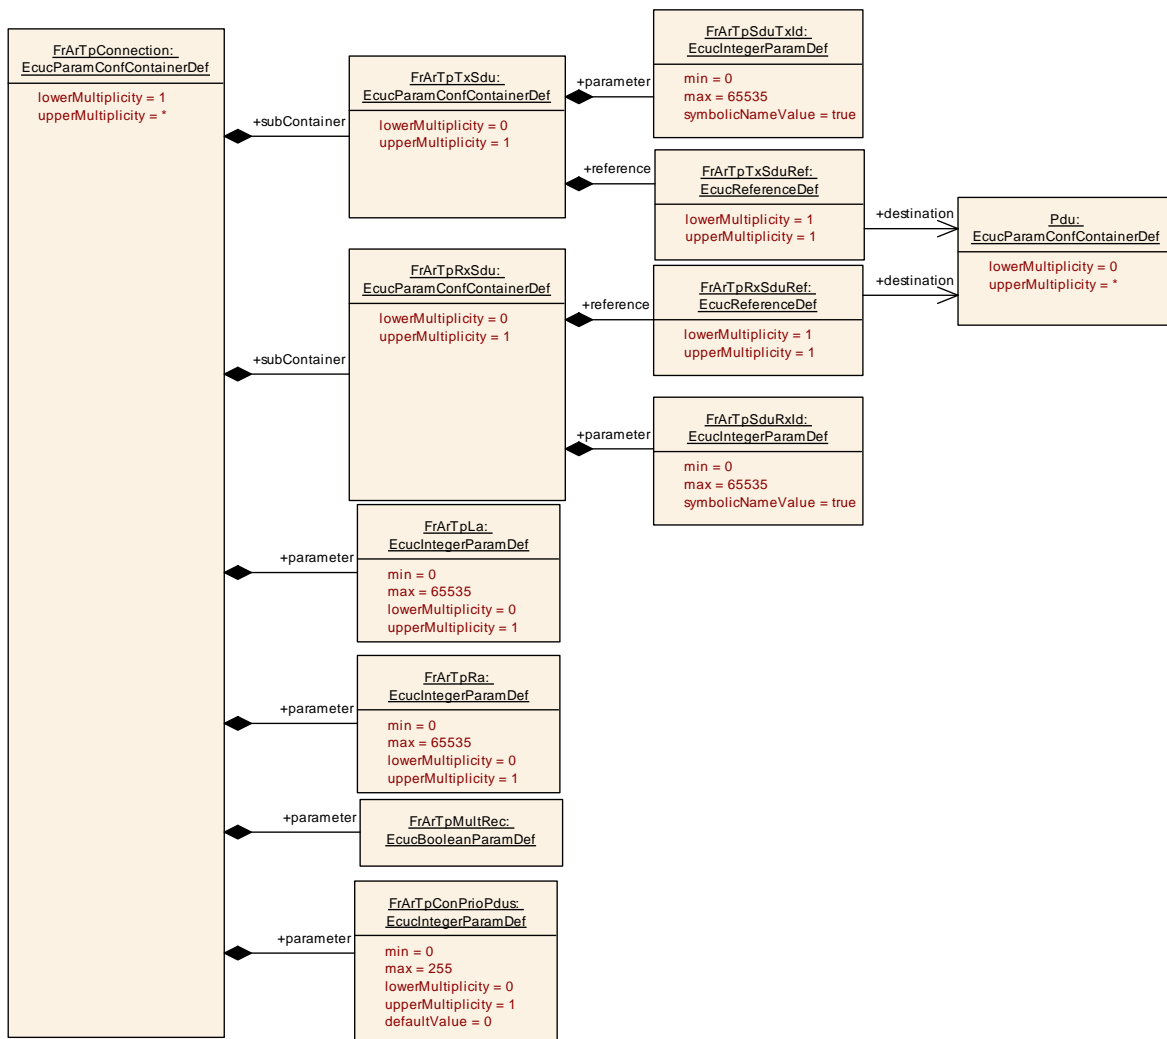 FrArTpConnection:
EcucParamConfContainerDef
lowerMultiplicity = 1
upperMultiplicity = *
+subContainer
FrArTpTxSdu:
EcucParamConfContainerDef
lowerMultiplicity = 0
upperMultiplicity = 1
+parameter
FrArTpSduTxId:
EcucIntegerParamDef
min = 0
max = 65535
symbolicNameValue = true
+reference
FrArTpTxSduRef:
EcucReferenceDef
lowerMultiplicity = 1
upperMultiplicity = 1
+destination
Pdu:
EcucParamConfContainerDef
lowerMultiplicity = 0
upperMultiplicity = *
+subContainer
FrArTpRxSdu:
EcucParamConfContainerDef
lowerMultiplicity = 0
upperMultiplicity = 1
+reference
FrArTpRxSduRef:
EcucReferenceDef
lowerMultiplicity = 1
upperMultiplicity = 1
+destination
+parameter
FrArTpSduRxId:
EcucIntegerParamDef
min = 0
max = 65535
symbolicNameValue = true
+parameter
FrArTpLa:
EcucIntegerParamDef
min = 0
max = 65535
lowerMultiplicity = 0
upperMultiplicity = 1
+parameter
FrArTpRa:
EcucIntegerParamDef
min = 0
max = 65535
lowerMultiplicity = 0
upperMultiplicity = 1
+parameter
FrArTpMultRec:
EcucBooleanParamDef
+parameter
FrArTpConPrioPdus:
EcucIntegerParamDef
min = 0
max = 255
lowerMultiplicity = 0
upperMultiplicity = 1
defaultValue = 0